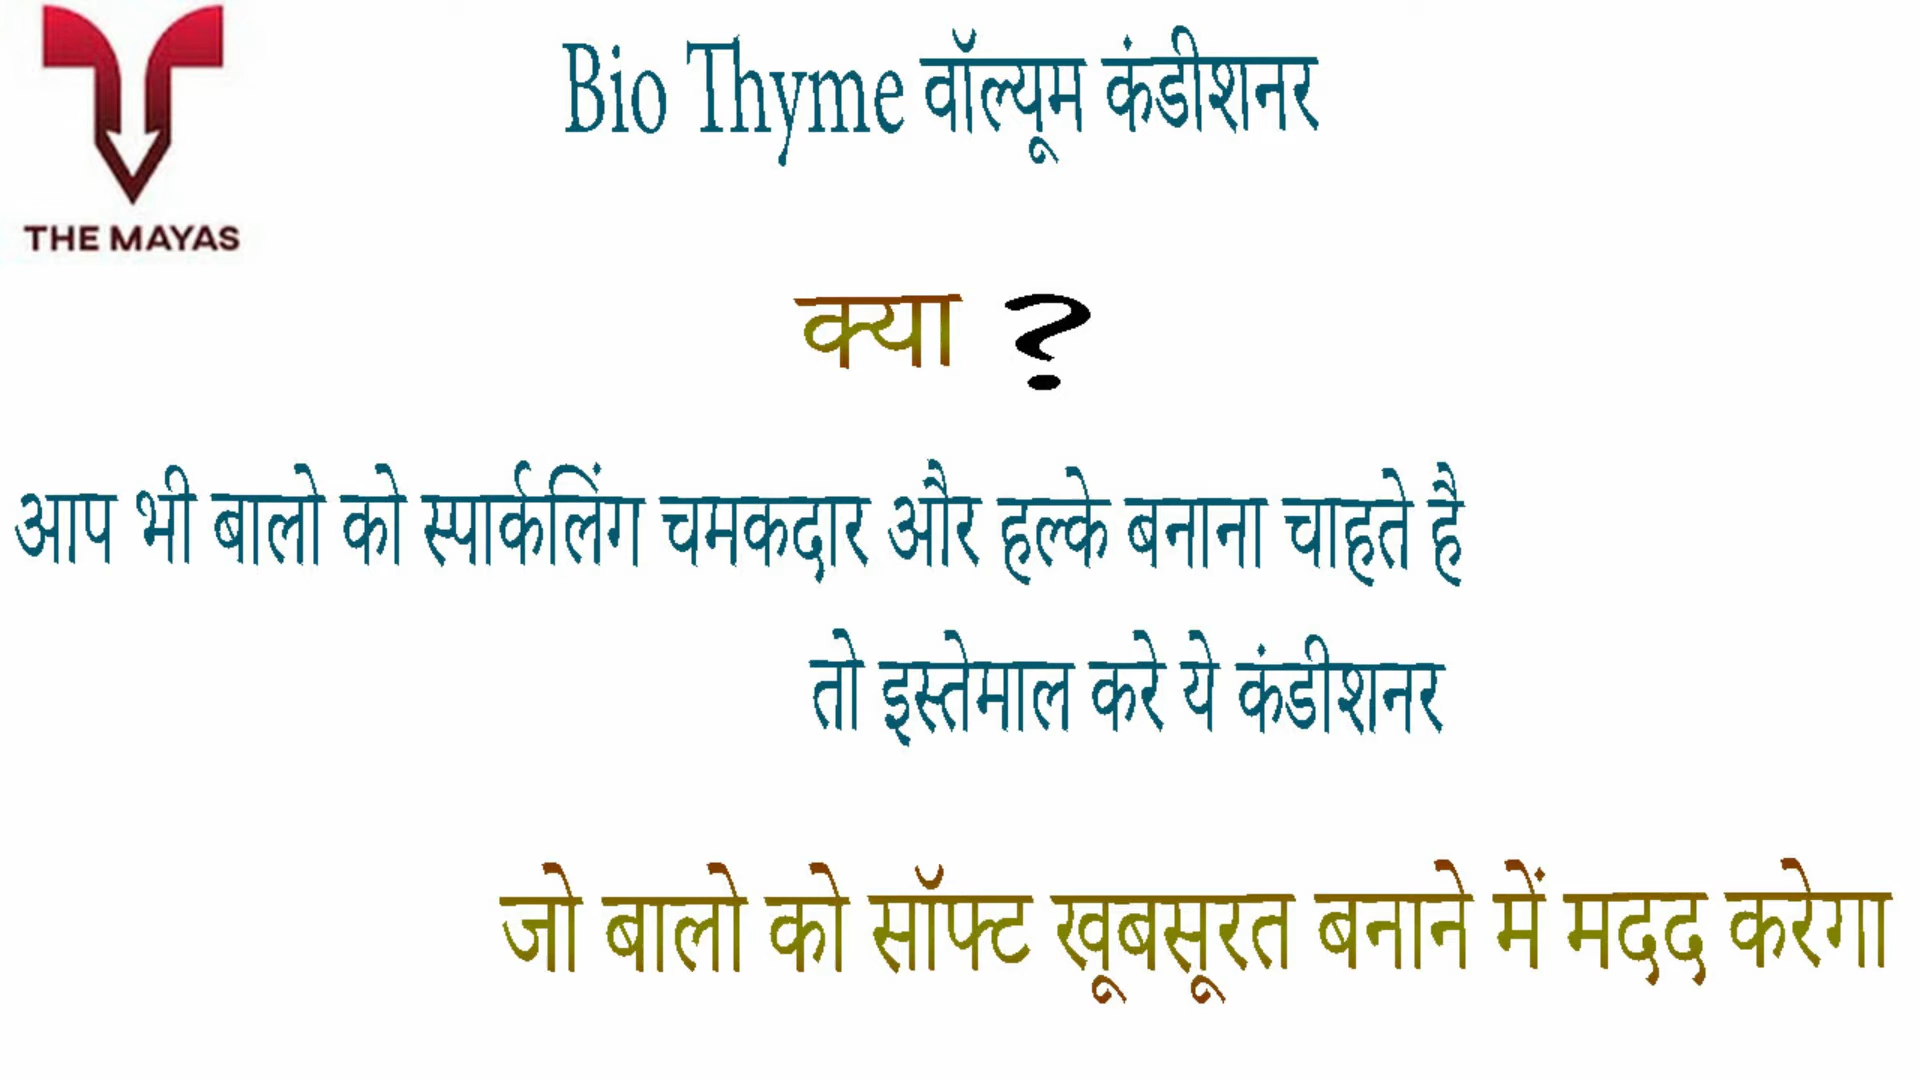 Bio Thyme वॉल्यूम कंडीशनर
THE MAYAS
क्या ?
आप भी बालो को स्पार्कलिंग चमकदार और हल्के बनाना चाहते है
तो इस्तेमाल करे ये कंडीशनर
जो बालो को सॉफ्ट खूबसूरत बनाने में मदद करेगा